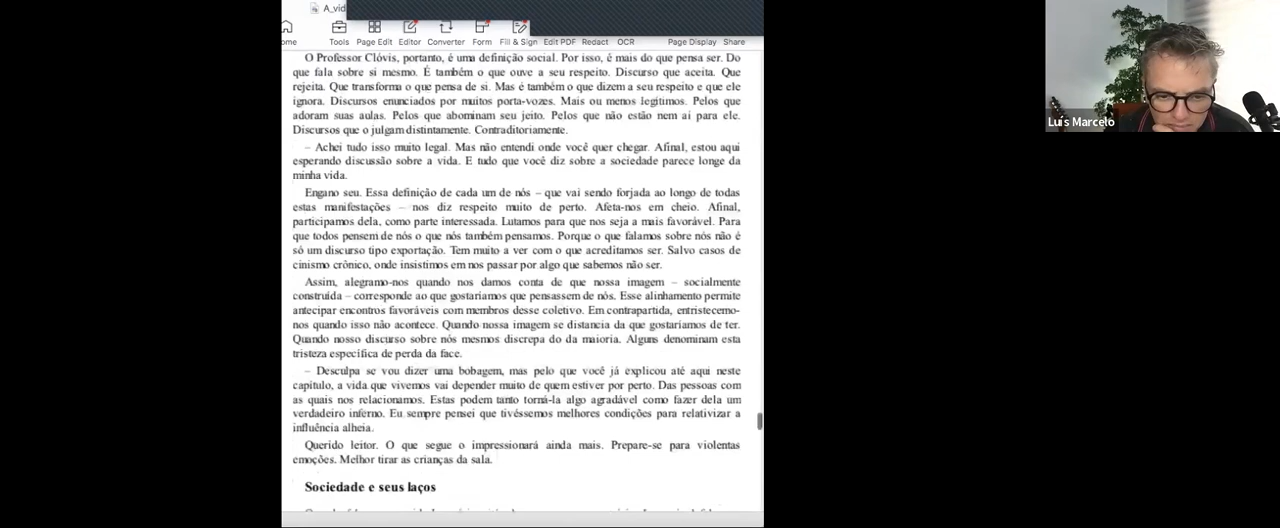 A_vid
ome Tools Page Edit Editor Converter Form Fill & Sign Edit PDF Redact OCR Page Display Share
O Professor Clóvis, portanto, é uma definição social. Por isso, é mais do que pensa ser. Do
que fala sobre si mesmo. É também o que ouve a seu respeito. Discurso que aceita. Que
rejeita. Que transforma o que pensa de si. Mas é também o que dizem a seu respeito e que ele
ignora. Discursos enunciados por muitos porta-vozes. Mais ou menos legítimos. Pelos que
adoram suas aulas. Pelos que abominam seu jeito. Pelos que não estão nem aí para ele.
Discursos que o julgam distintamente. Contraditoriamente.
– Achei tudo isso muito legal. Mas não entendi onde você quer chegar. Afinal, estou aqui
esperando discussão sobre a vida. E tudo que você diz sobre a sociedade parece longe da
minha vida.
Engano seu. Essa definição de cada um de nós – que vai sendo forjada ao longo de todas
estas manifestações – nos diz respeito muito de perto. Afeta-nos em cheio. Afinal,
participamos dela, como parte interessada. Lutamos para que nos seja a mais favorável. Para
que todos pensem de nós o que nós também pensamos. Porque o que falamos sobre nós não é
só um discurso tipo exportação. Tem muito a ver com o que acreditamos ser. Salvo casos de
cinismo crônico, onde insistimos em nos passar por algo que sabemos não ser.
Assim, alegramo-nos quando nos damos conta de que nossa imagem – socialmente
construída – corresponde ao que gostaríamos que pensassem de nós. Esse alinhamento permite
antecipar encontros favoráveis com membros desse coletivo. Em contrapartida, entristecemo-
nos quando isso não acontece. Quando nossa imagem se distancia da que gostaríamos de ter.
Quando nosso discurso sobre nós mesmos discrepa do da maioria. Alguns denominam esta
tristeza específica de perda da face.
– Desculpa se vou dizer uma bobagem, mas pelo que você já explicou até aqui neste
capítulo, a vida que vivemos vai depender muito de quem estiver por perto. Das pessoas com
as quais nos relacionamos. Estas podem tanto torná-la algo agradável como fazer dela um
verdadeiro inferno. Eu sempre pensei que tivéssemos melhores condições para relativizar a
influência alheia.
Querido leitor. O que segue o impressionará ainda mais. Prepare-se para violentas
emoções. Melhor tirar as crianças da sala.
Sociedade e seus laços
Luís Marcelo